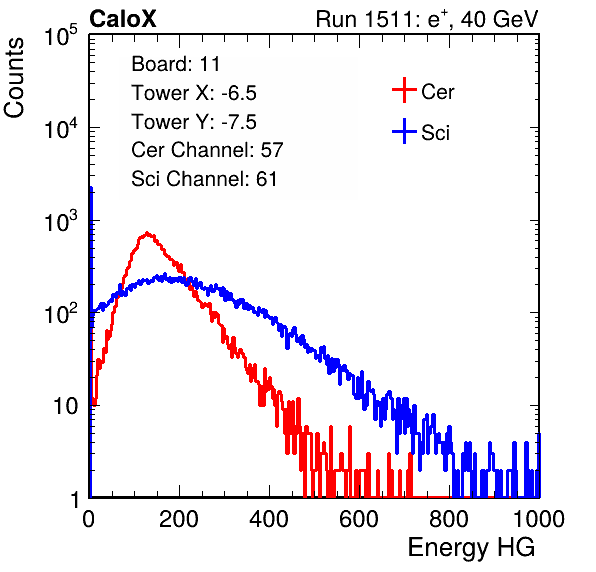 CaloX Run 1511: e⁺, 40 GeV
Counts
10⁵
10⁴
10³
10²
10
1
Board: 11
Tower X: -6.5
Tower Y: -7.5
Cer Channel: 57
Sci Channel: 61
Cer
Sci
0 200 400 600 800 1000
Energy HG